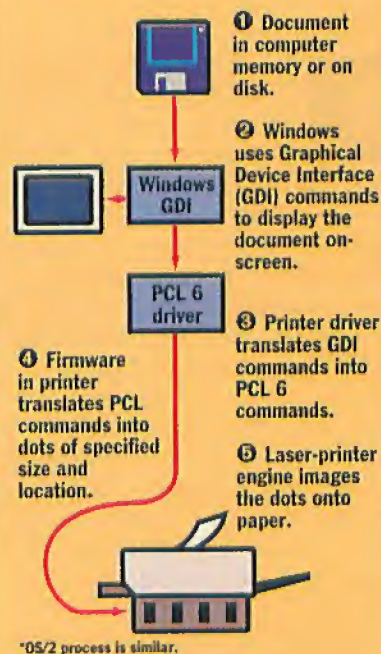 ❶ Document
in computer
memory or on
disk.
❷ Windows
uses Graphical
Device Interface
(GDI) commands
to display the
document on-
screen.
Windows
GDI
PCL 6
driver
❸ Printer driver
translates GDI
commands into
PCL 6
commands.
❹ Firmware
in printer
translates PCL
commands into
dots of specified
size and
location.
❺ Laser-printer
engine images
the dots onto
paper.
*OS/2 process is similar.